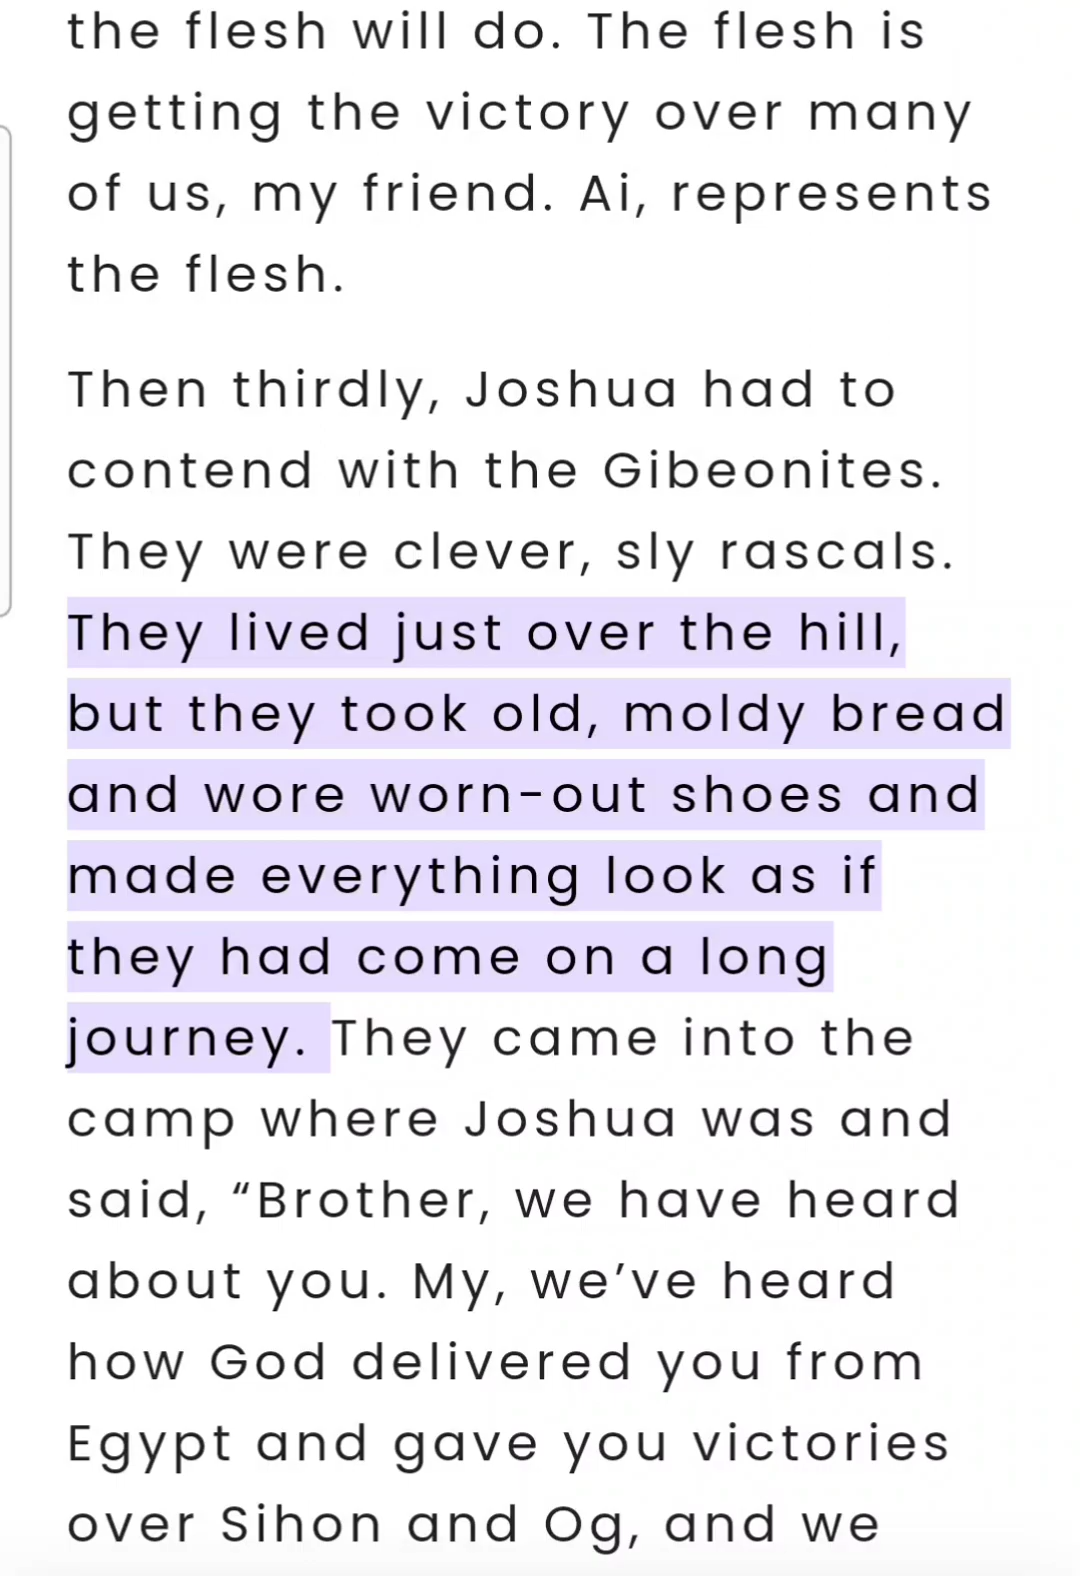 the flesh will do. The flesh is
getting the victory over many
of us, my friend. Ai, represents
the flesh.
Then thirdly, Joshua had to
contend with the Gibeonites.
They were clever, sly rascals.
They lived just over the hill,
but they took old, moldy bread
and wore worn-out shoes and
made everything look as if
they had come on a long
journey. They came into the
camp where Joshua was and
said, “Brother, we have heard
about you. My, we’ve heard
how God delivered you from
Egypt and gave you victories
over Sihon and Og, and we